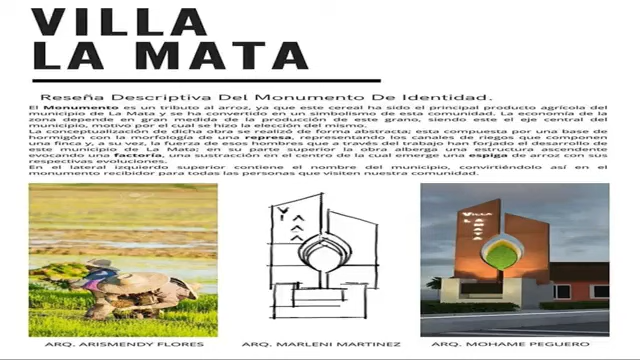 VILLA
LA MATA
Reseña Descriptiva Del Monumento De Identidad.
El Monumento es un tributo al arroz, ya que este cereal ha sido el principal producto agrícola del
municipio de La Mata y se ha convertido en un simbolismo de esta comunidad. La economía de la
zona depende en gran medida de la producción de este grano, siendo este el eje central del
municipio, motivo por el cual se hizo la elección del mismo.
La conceptualización de dicha obra se realizó de forma abstracta; esta compuesta por una base de
hormigón con la morfología de una represa, representando los canales de riegos que componen
una finca y, a su vez, la fuerza de esos hombres que a través del trabajo han forjado el desarrollo de
este municipio de La Mata; en su parte superior la obra alberga una estructura ascendente
evocando una factoría, una sustracción en el centro de la cual emerge una espiga de arroz con sus
respectivas evoluciones.
En el lateral izquierdo superior contiene el nombre del municipio, convirtiéndolo así en el
monumento recibidor para todas las personas que visiten nuestra comunidad.
VILLA
LA
MATA
ARQ. ARISMENDY FLORES
ARQ. MARLENI MARTINEZ
ARQ. MOHAME PEGUERO